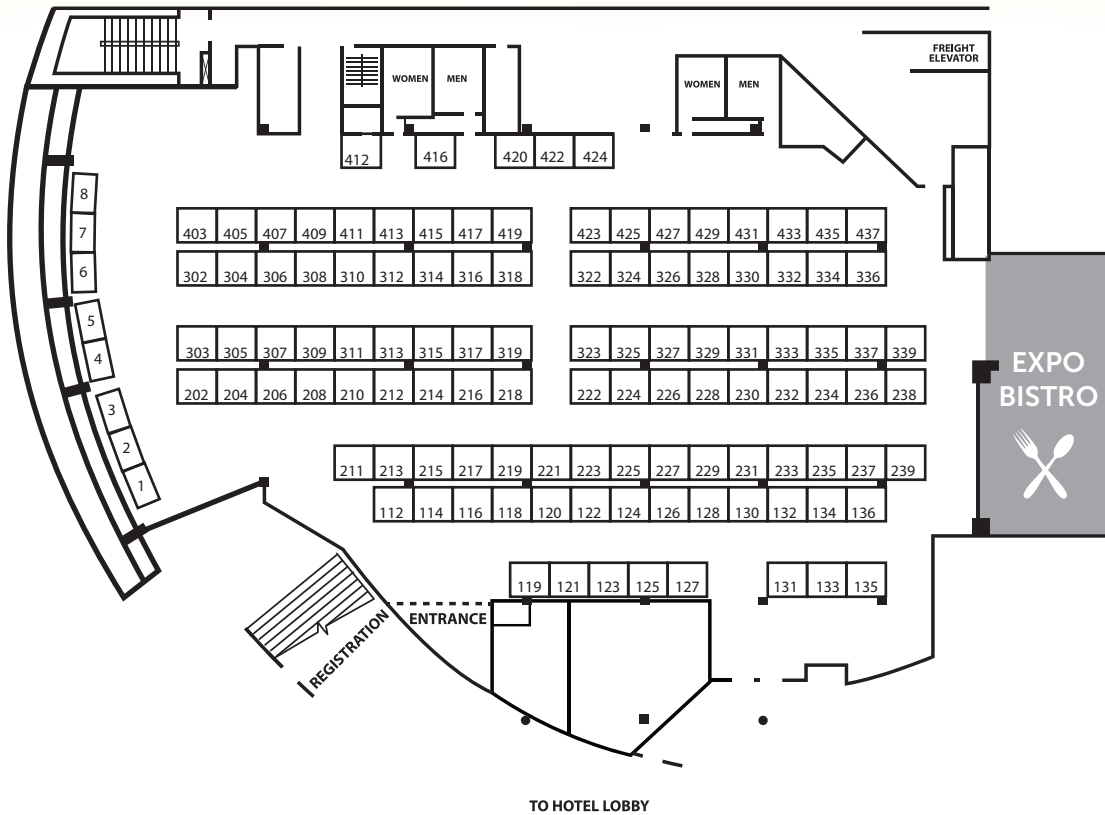 FREIGHT
ELEVATOR
WOMEN MEN
WOMEN MEN
412 416 420 422 424
8
7
6
5
4
3
2
1
403 405 407 409 411 413 415 417 419 423 425 427 429 431 433 435 437
302 304 306 308 310 312 314 316 318 322 324 326 328 330 332 334 336
303 305 307 309 311 313 315 317 319 323 325 327 329 331 333 335 337 339
202 204 206 208 210 212 214 216 218 222 224 226 228 230 232 234 236 238
EXPO
BISTRO
211 213 215 217 219 221 223 225 227 229 231 233 235 237 239
112 114 116 118 120 122 124 126 128 130 132 134 136
119 121 123 125 127 131 133 135
ENTRANCE
REGISTRATION
TO HOTEL LOBBY